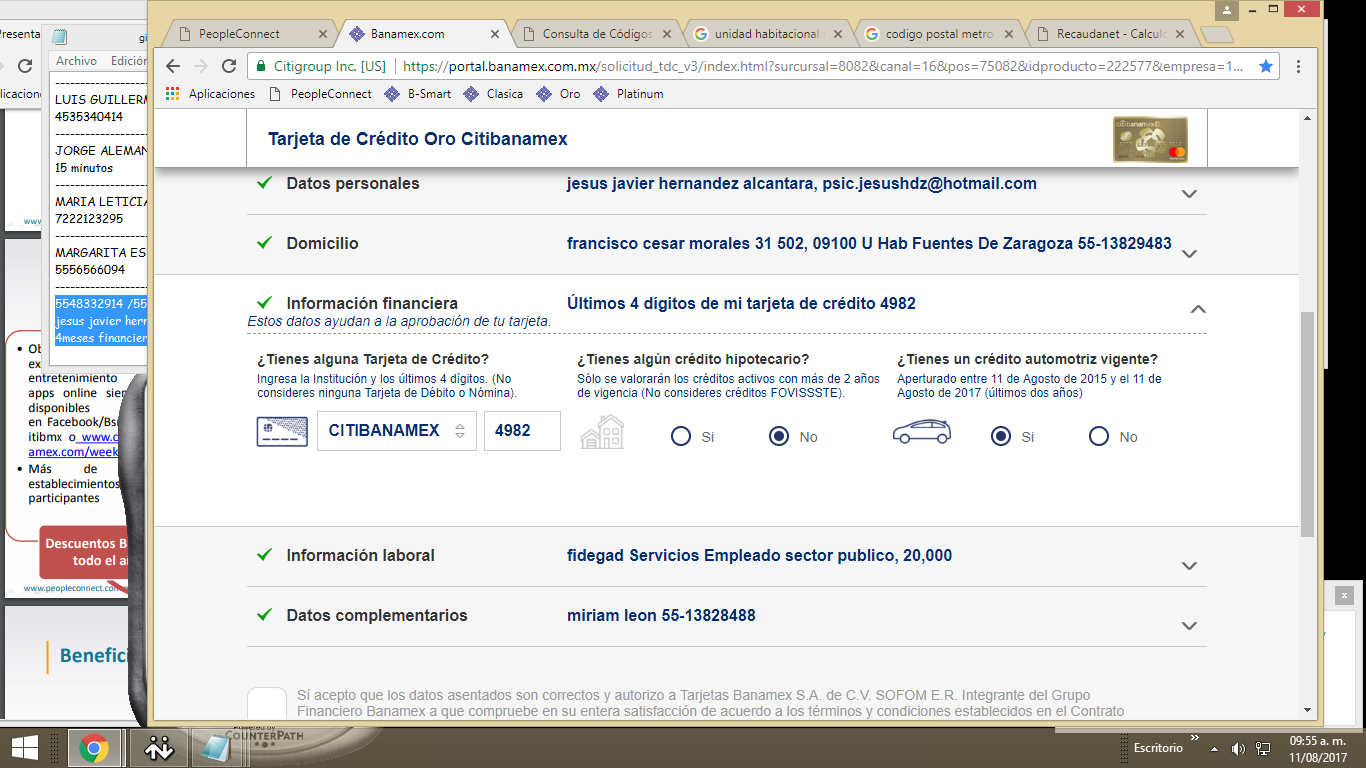 PeopleConnect
Banamex.com
Consulta de Códigos
unidad habitacional
codigo postal metro
Recaudanet - Calculo
Citigroup Inc. [US] | https://portal.banamex.com.mx/solicitud_tdc_v3/index.html?surcursal=8082&canal=16&pos=75082&idproducto=222577&empresa=1...
Aplicaciones PeopleConnect B-Smart Clasica Oro Platinum
Tarjeta de Crédito Oro Citibanamex
Datos personales jesus javier hernandez alcantara, psic.jesushdz@hotmail.com
Domicilio francisco cesar morales 31 502, 09100 U Hab Fuentes De Zaragoza 55-13829483
Información financiera Últimos 4 dígitos de mi tarjeta de crédito 4982
Estos datos ayudan a la aprobación de tu tarjeta.
¿Tienes alguna Tarjeta de Crédito?
Ingresa la Institución y los últimos 4 dígitos. (No
consideres ninguna Tarjeta de Débito o Nómina).
CITIBANAMEX 4982
¿Tienes algún crédito hipotecario?
Sólo se valorarán los créditos activos con más de 2 años
de vigencia (No consideres créditos FOVISSSTE).
Si No
¿Tienes un crédito automotriz vigente?
Aperturado entre 11 de Agosto de 2015 y el 11 de
Agosto de 2017 (últimos dos años)
Si No
Información laboral fidegad Servicios Empleado sector publico, 20,000
Datos complementarios miriam leon 55-13828488
Sí acepto que los datos asentados son correctos y autorizo a Tarjetas Banamex S.A. de C.V. SOFOM E.R. Integrante del Grupo
Financiero Banamex a que compruebe en su entera satisfacción de acuerdo a los términos y condiciones establecidos en el Contrato
Archivo Edición
LUIS GUILLERM
4535340414
JORGE ALEMAN
15 minutos
MARIA LETICIA
7222123295
MARGARITA ES
5556566094
5548332914 /55
jesus javier hern
4meses financier
entretenimiento
apps online sien
disponibles
en Facebook/Bsn
itibmx o www.c
amex.com/week
Más de
establecimientos
participantes
Descuentos B
todo el a
www.peopleconnect.com
Benefici
Powered by
COUNTERPATH
Escritorio
09:55 a. m.
11/08/2017